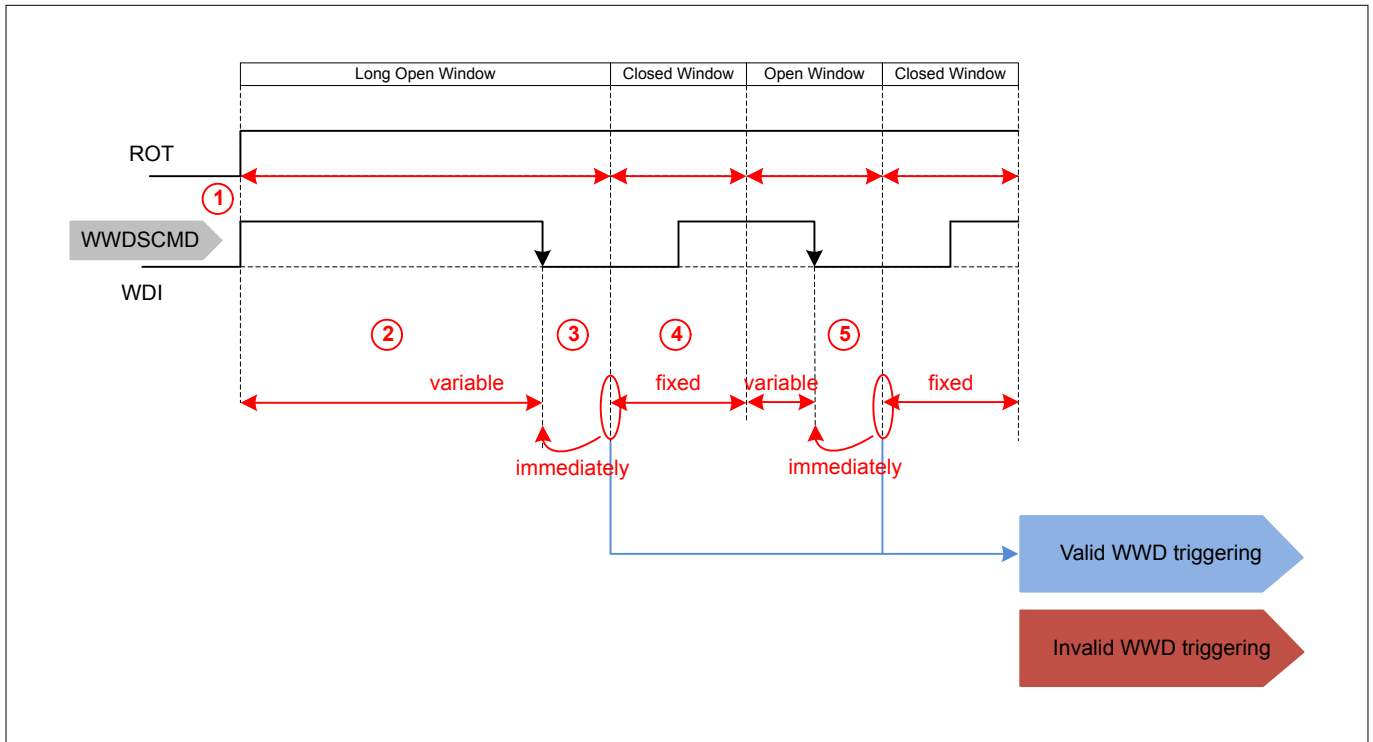 Long Open Window Closed Window Open Window Closed Window
ROT
1
WWDSCMD
WDI
2 3 4 5
variable fixed variable fixed
immediately immediately
Valid WWD triggering
Invalid WWD triggering